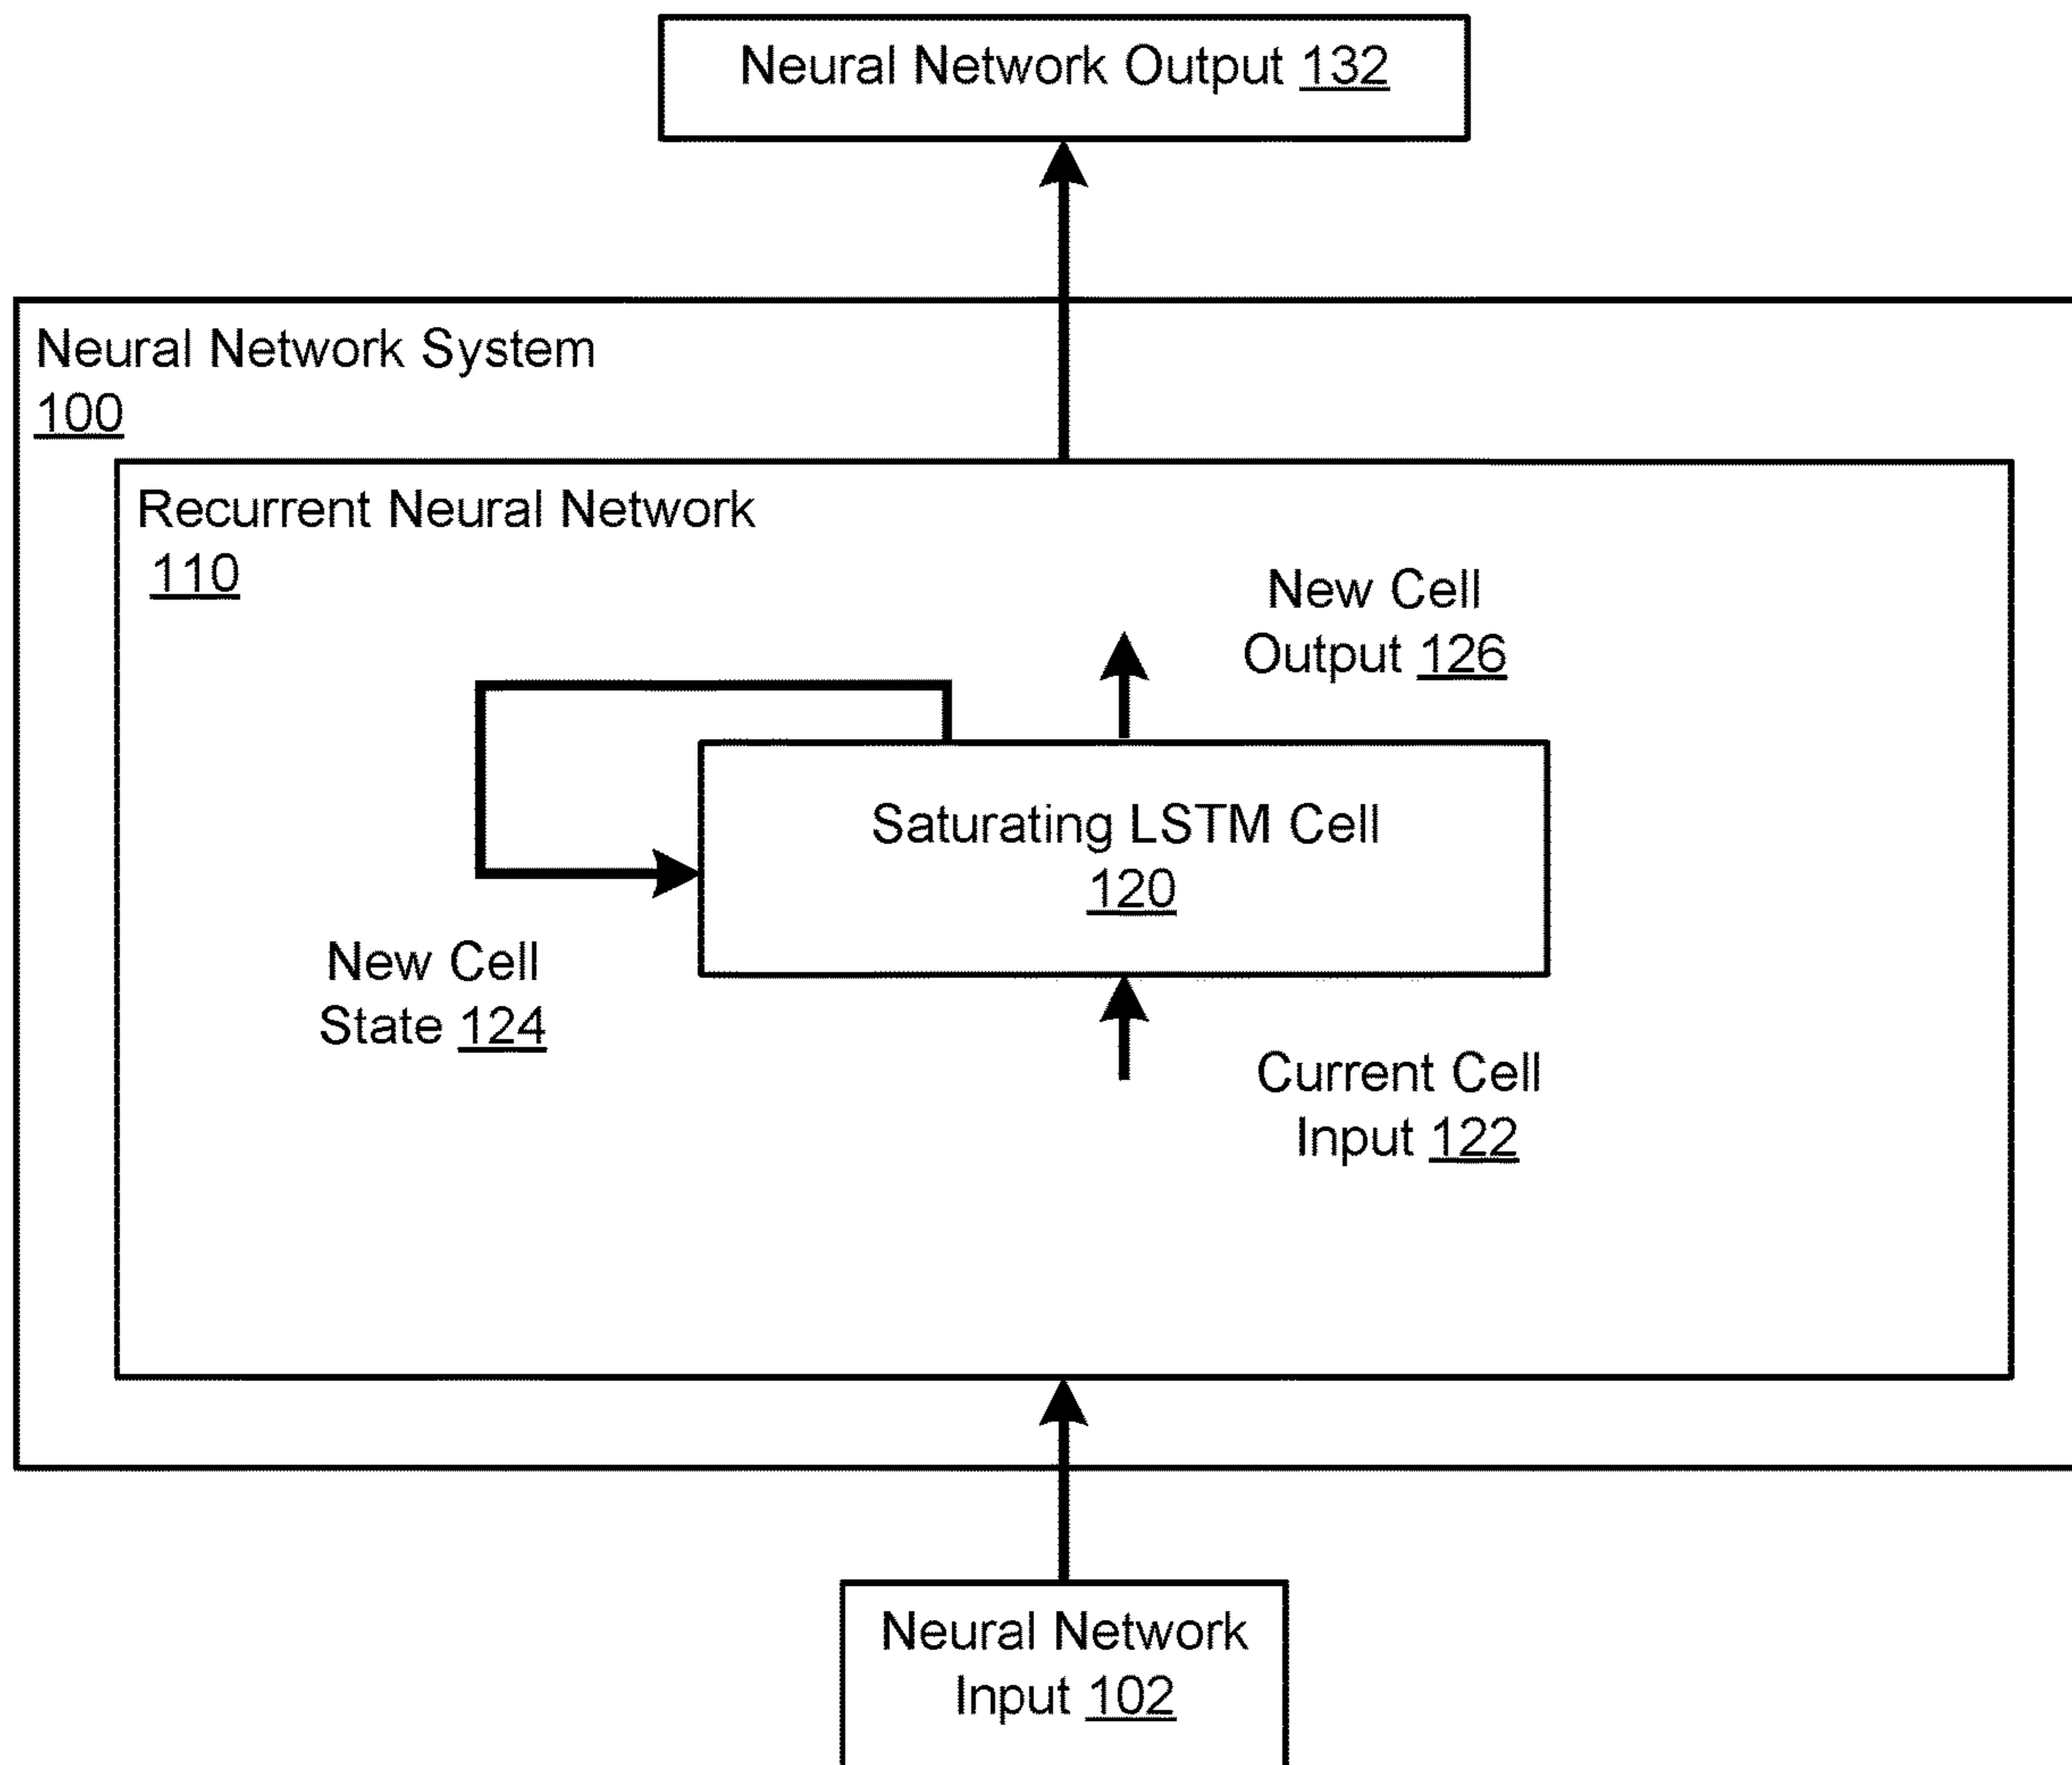 Neural Network Output 132
Neural Network System
100
Recurrent Neural Network
110
New Cell
Output 126
Saturating LSTM Cell
120
New Cell
State 124
Current Cell
Input 122
Neural Network
Input 102